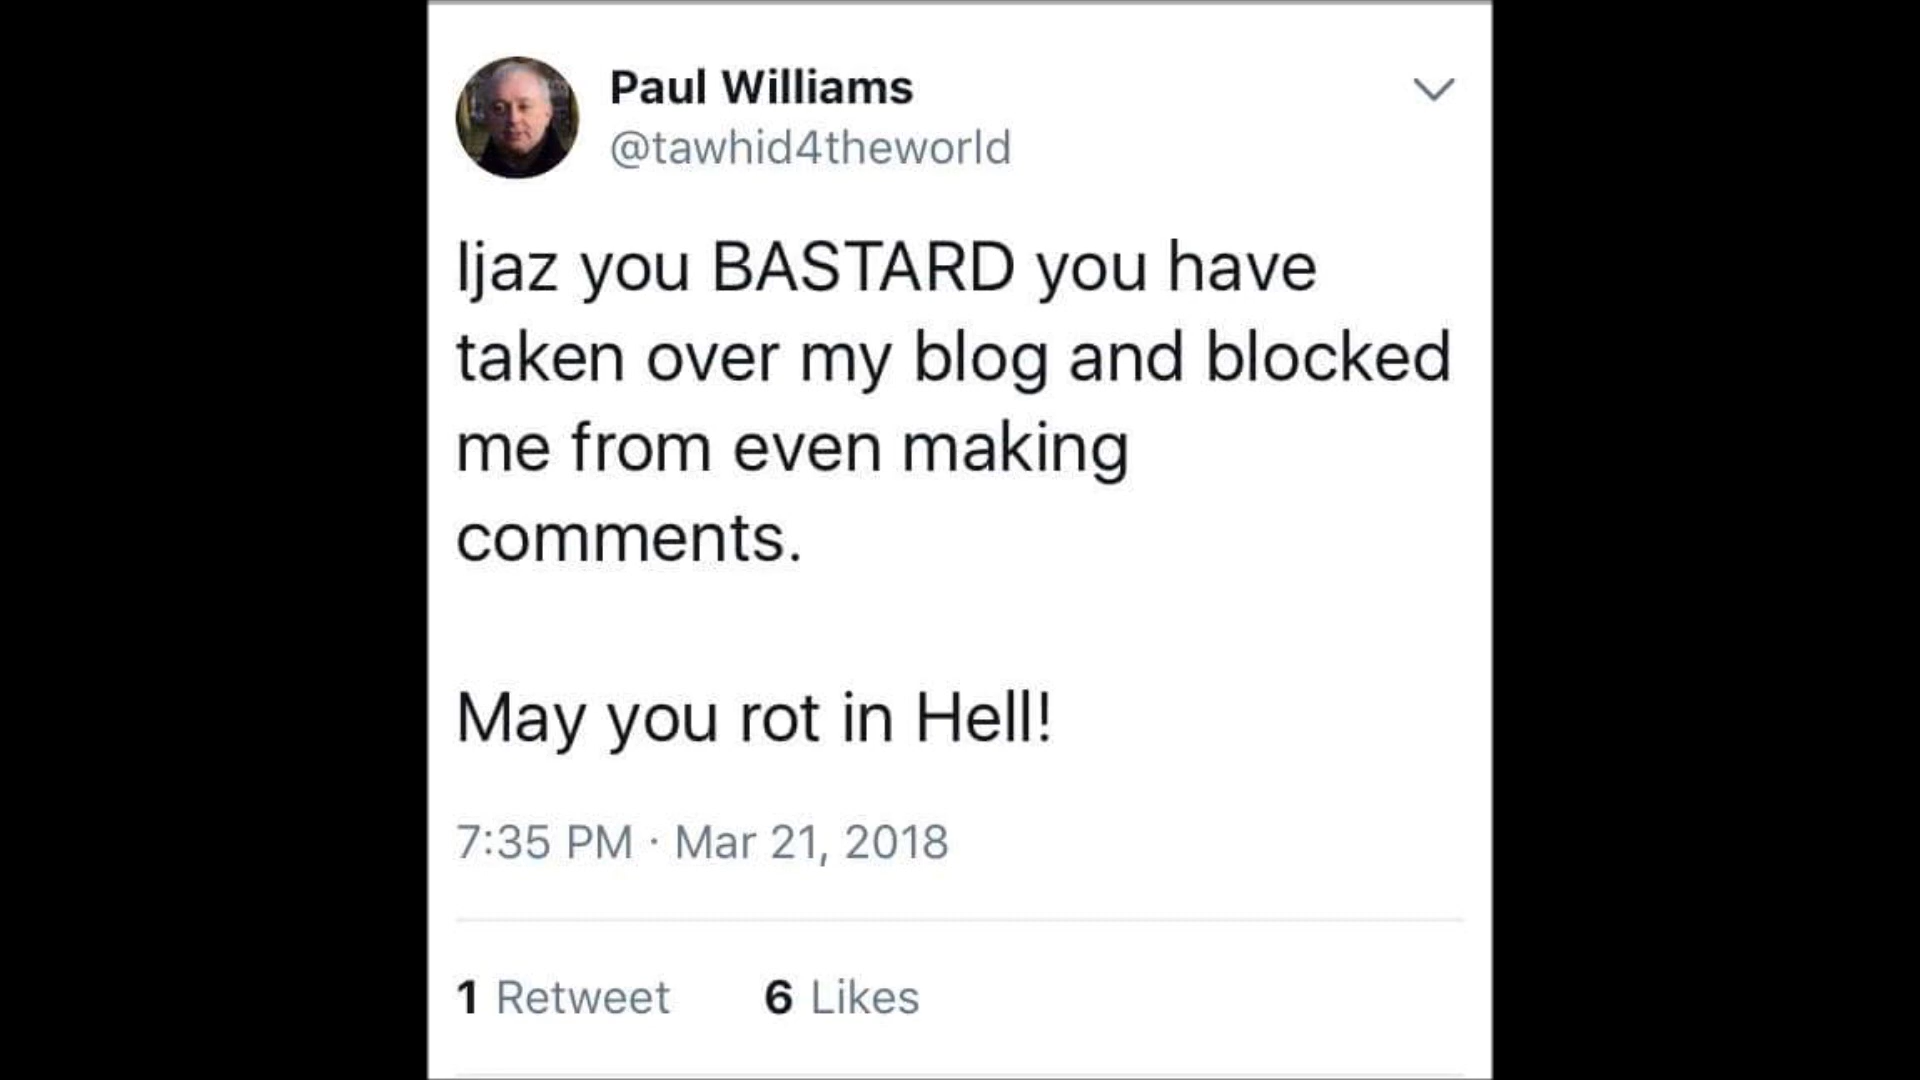 Paul Williams
@tawhid4theworld
Ijaz you BASTARD you have
taken over my blog and blocked
me from even making
comments.
May you rot in Hell!
7:35 PM · Mar 21, 2018
1 Retweet 6 Likes